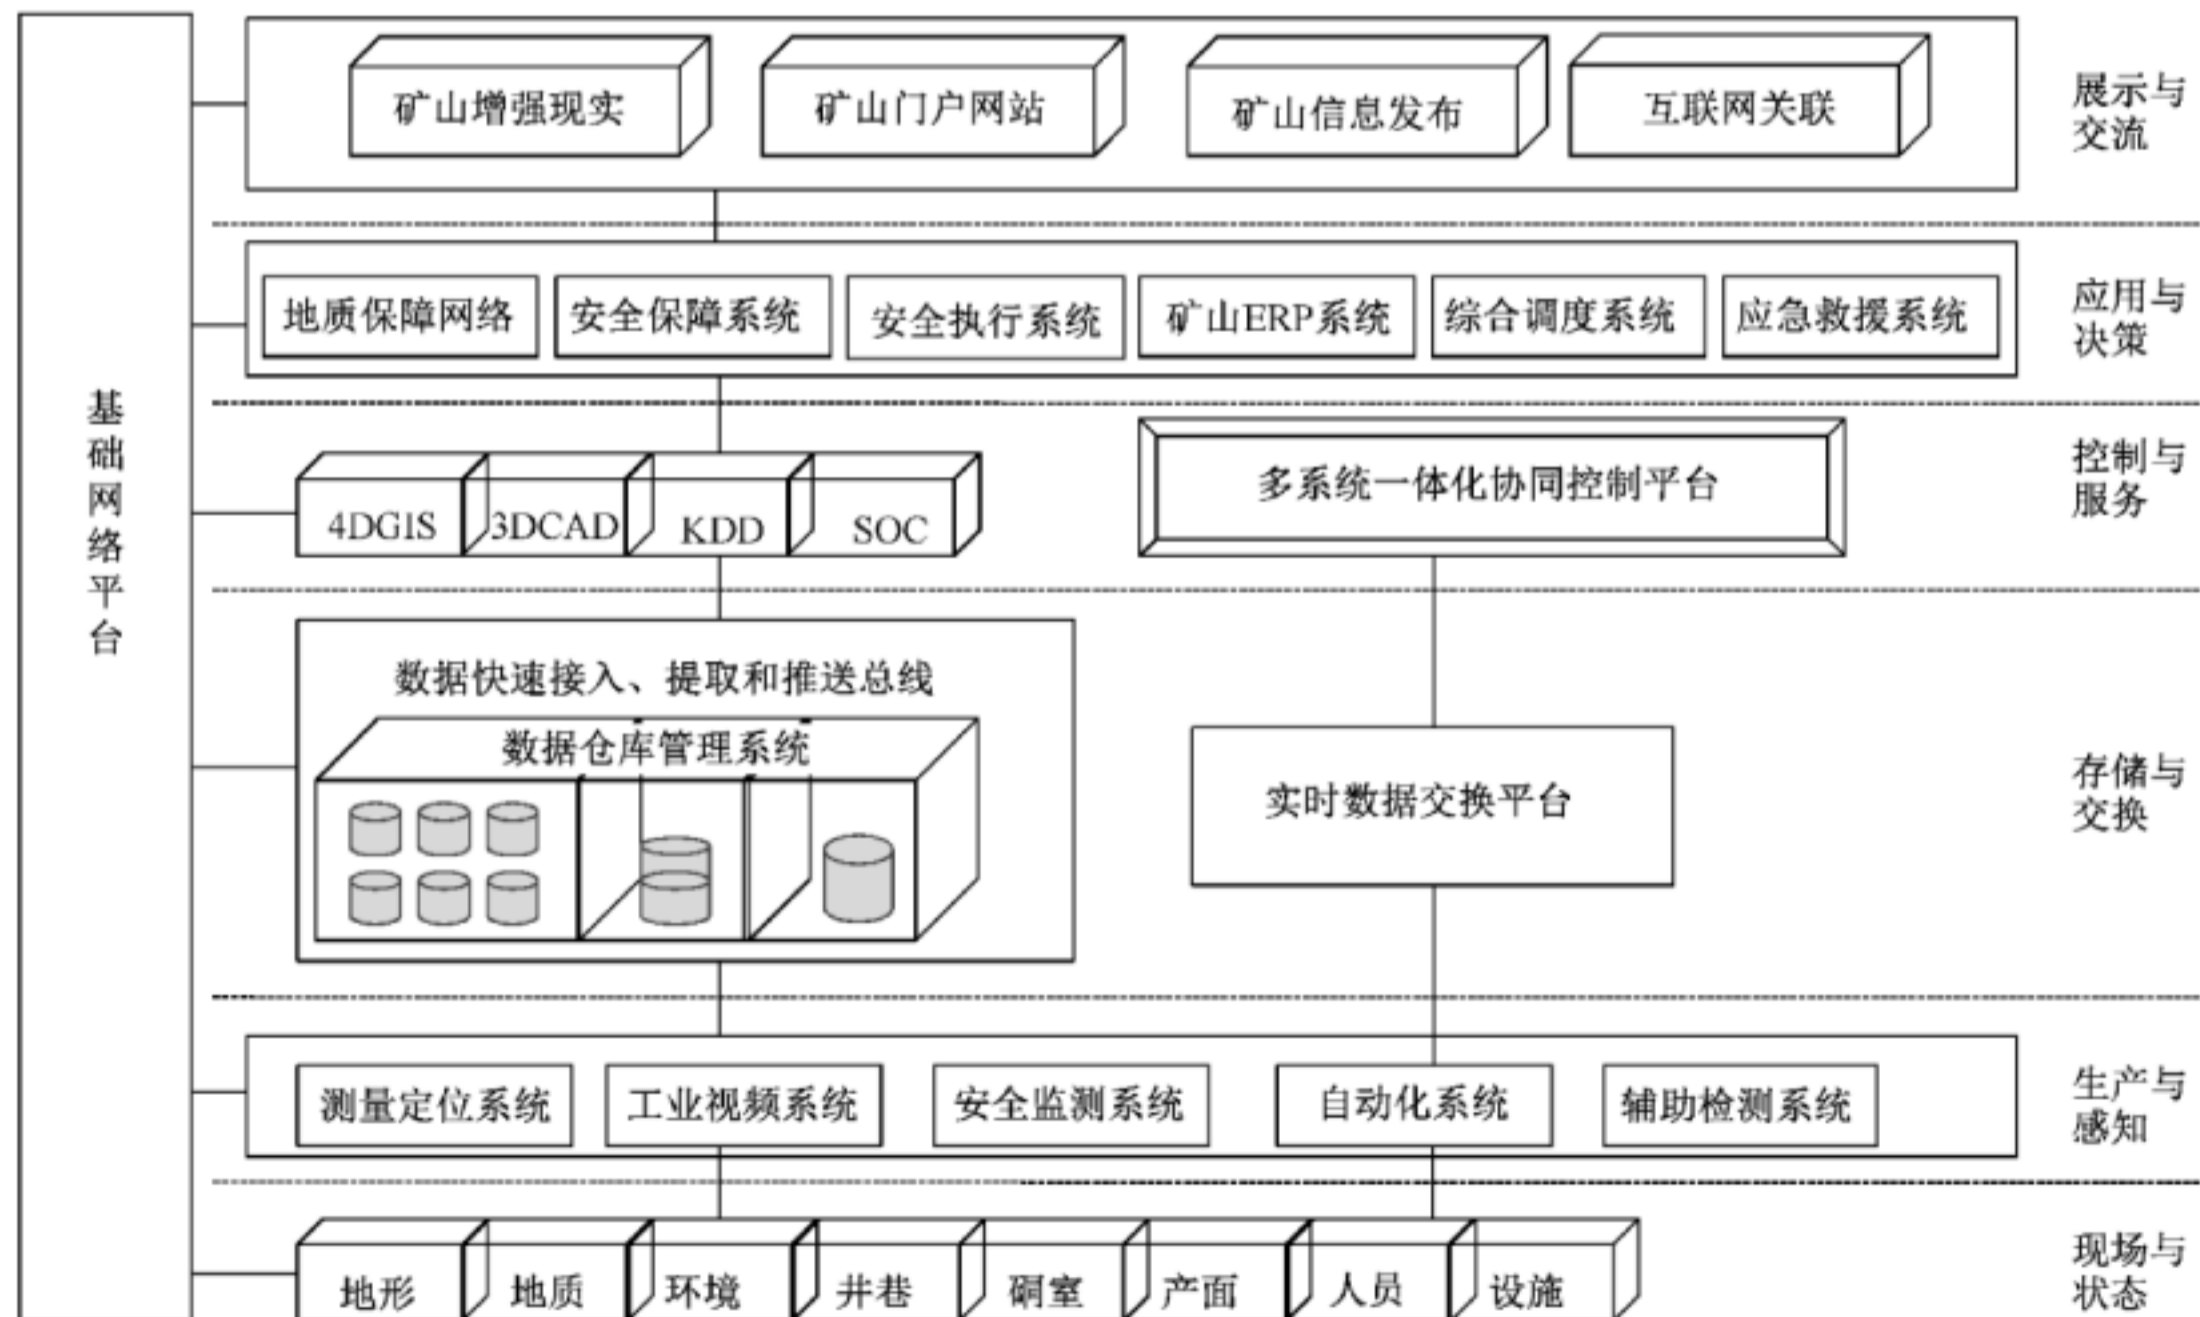 基础网络平台
矿山增强现实
矿山门户网站
矿山信息发布
互联网关联
展示与
交流
地质保障网络
安全保障系统
安全执行系统
矿山ERP系统
综合调度系统
应急救援系统
应用与
决策
4DGIS
3DCAD
KDD
SOC
多系统一体化协同控制平台
控制与
服务
数据快速接入、提取和推送总线
数据仓库管理系统
实时数据交换平台
存储与
交换
测量定位系统
工业视频系统
安全监测系统
自动化系统
辅助检测系统
生产与
感知
地形
地质
环境
井巷
硐室
产面
人员
设施
现场与
状态